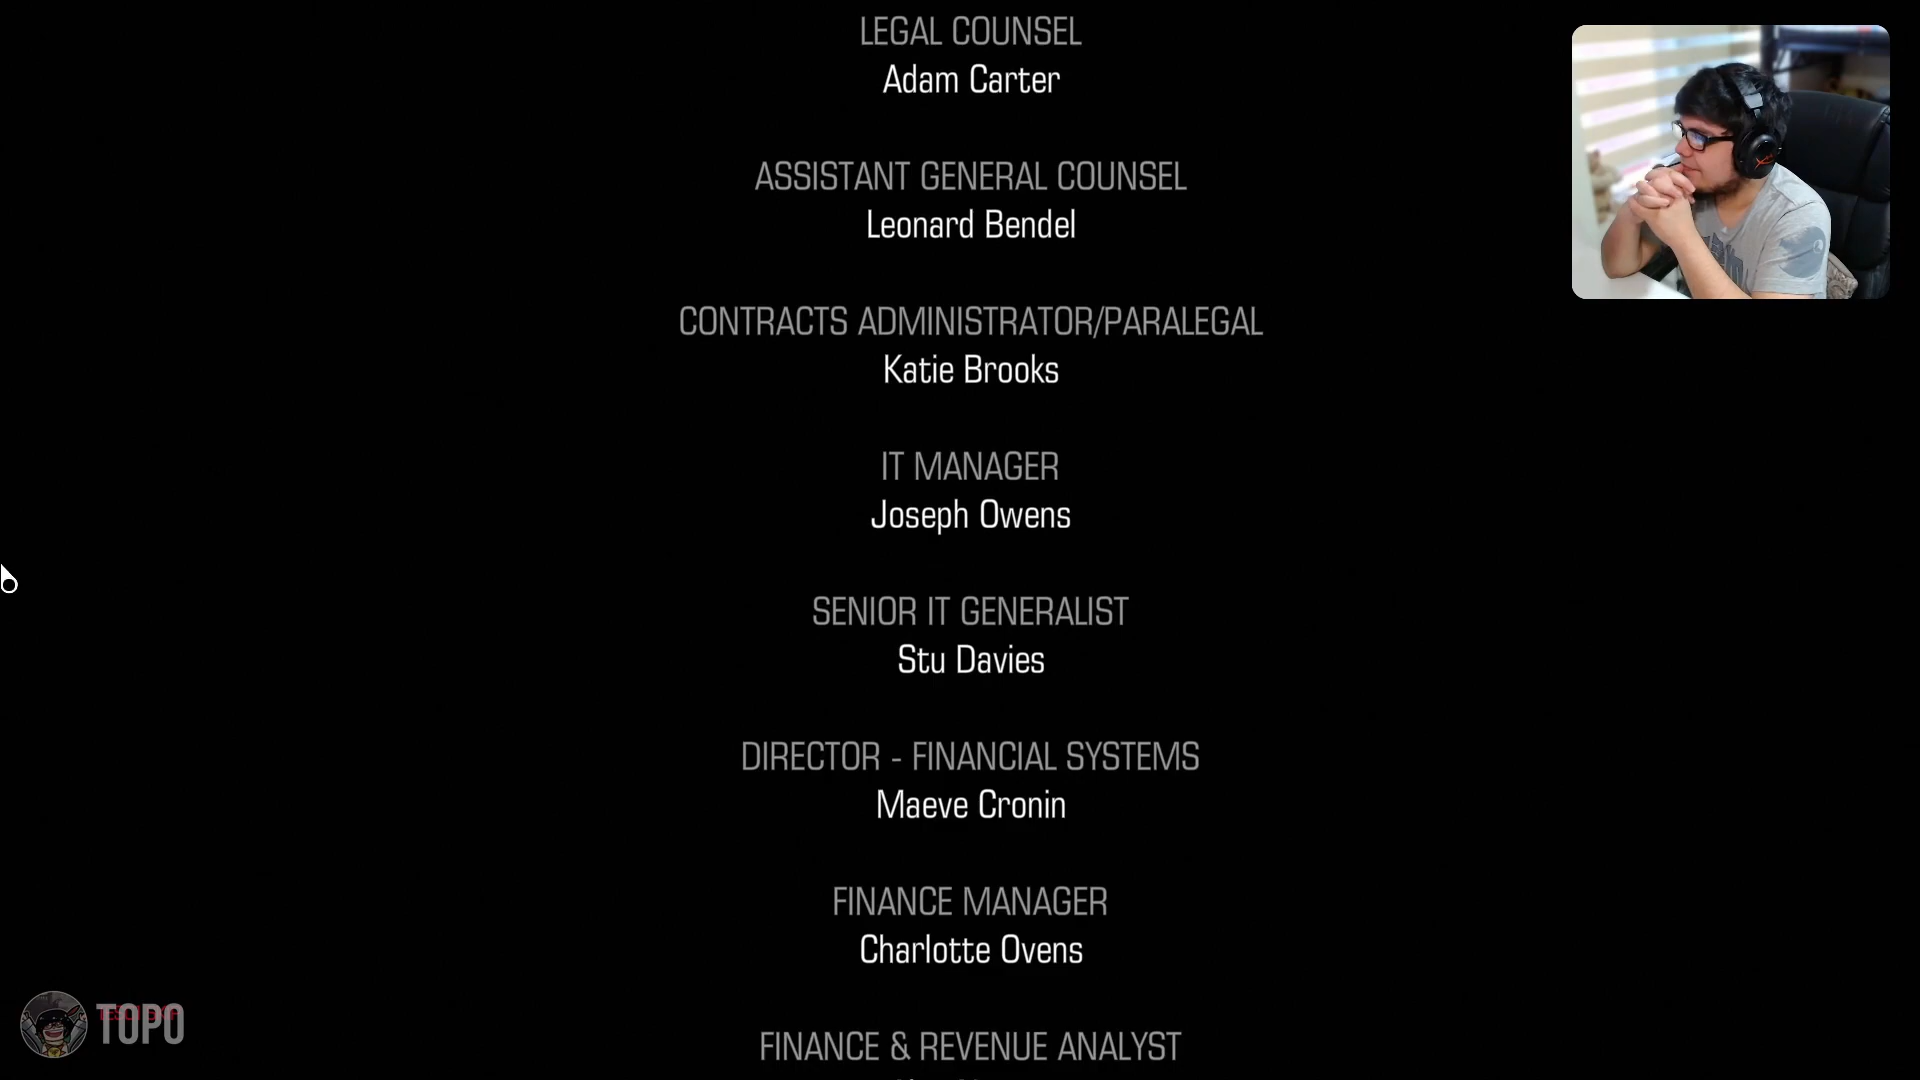 LEGAL COUNSEL
Adam Carter
ASSISTANT GENERAL COUNSEL
Leonard Bendel
CONTRACTS ADMINISTRATOR/PARALEGAL
Katie Brooks
IT MANAGER
Joseph Owens
SENIOR IT GENERALIST
Stu Davies
DIRECTOR - FINANCIAL SYSTEMS
Maeve Cronin
FINANCE MANAGER
Charlotte Ovens
FINANCE & REVENUE ANALYST
TOPO